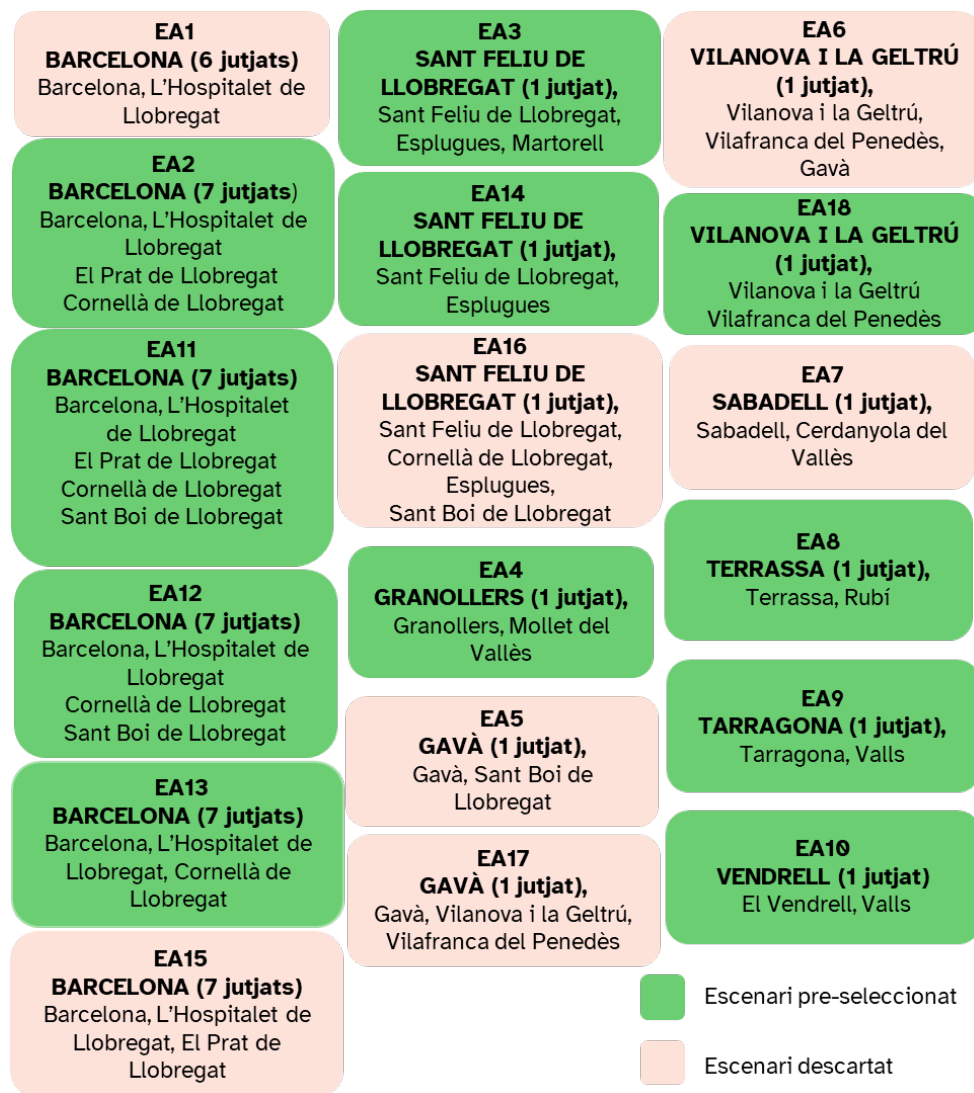 EA1
BARCELONA (6 jutjats)
Barcelona, L’Hospitalet de
Llobregat
EA2
BARCELONA (7 jutjats)
Barcelona, L’Hospitalet de
Llobregat
El Prat de Llobregat
Cornellà de Llobregat
EA11
BARCELONA (7 jutjats)
Barcelona, L’Hospitalet
de Llobregat
El Prat de Llobregat
Cornellà de Llobregat
Sant Boi de Llobregat
EA12
BARCELONA (7 jutjats)
Barcelona, L’Hospitalet de
Llobregat
Cornellà de Llobregat
Sant Boi de Llobregat
EA13
BARCELONA (7 jutjats)
Barcelona, L’Hospitalet de
Llobregat, Cornellà de
Llobregat
EA15
BARCELONA (7 jutjats)
Barcelona, L’Hospitalet de
Llobregat, El Prat de
Llobregat
EA3
SANT FELIU DE
LLOBREGAT (1 jutjat),
Sant Feliu de Llobregat,
Esplugues, Martorell
EA14
SANT FELIU DE
LLOBREGAT (1 jutjat),
Sant Feliu de Llobregat,
Esplugues
EA16
SANT FELIU DE
LLOBREGAT (1 jutjat),
Sant Feliu de Llobregat,
Cornellà de Llobregat,
Esplugues,
Sant Boi de Llobregat
EA4
GRANOLLERS (1 jutjat),
Granollers, Mollet del
Vallès
EA5
GAVÀ (1 jutjat),
Gavà, Sant Boi de
Llobregat
EA17
GAVÀ (1 jutjat),
Gavà, Vilanova i la Geltrú,
Vilafranca del Penedès
EA6
VILANOVA I LA GELTRÚ
(1 jutjat),
Vilanova i la Geltrú,
Vilafranca del Penedès,
Gavà
EA18
VILANOVA I LA GELTRÚ
(1 jutjat),
Vilanova i la Geltrú
Vilafranca del Penedès
EA7
SABADELL (1 jutjat),
Sabadell, Cerdanyola del
Vallès
EA8
TERRASSA (1 jutjat),
Terrassa, Rubí
EA9
TARRAGONA (1 jutjat),
Tarragona, Valls
EA10
VENDRELL (1 jutjat)
El Vendrell, Valls
Escenari pre-seleccionat
Escenari descartat